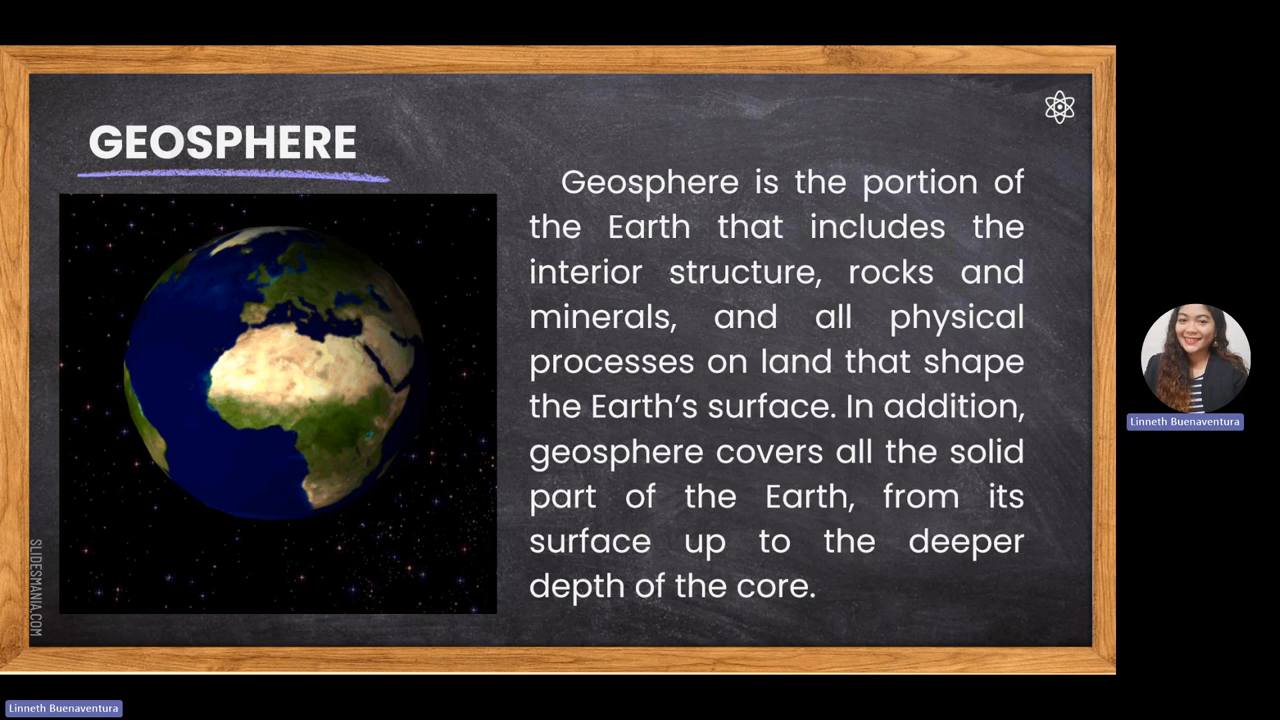 GEOSPHERE
Geosphere is the portion of
the Earth that includes the
interior structure, rocks and
minerals, and all physical
processes on land that shape
the Earth’s surface. In addition,
geosphere covers all the solid
part of the Earth, from its
surface up to the deeper
depth of the core.
SLIDESMANIA.COM
Linneth Buenaventura
Linneth Buenaventura